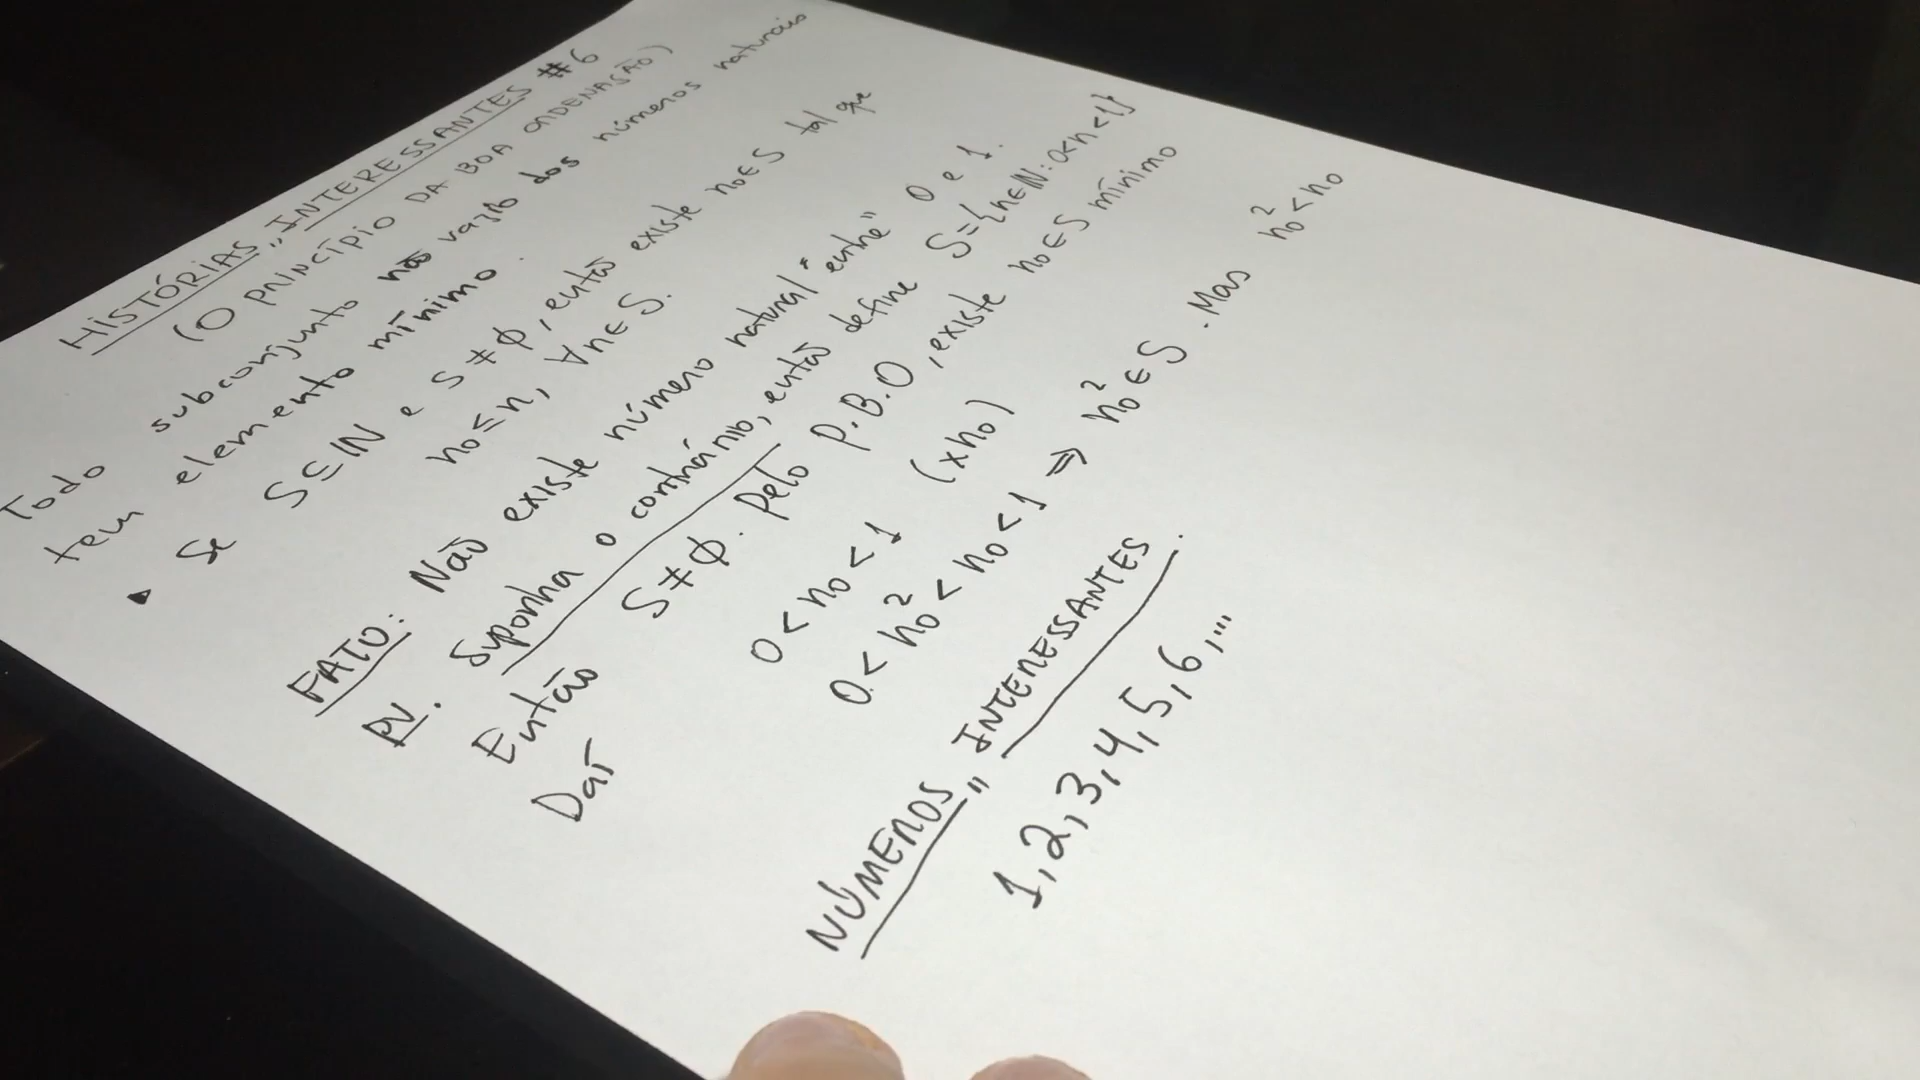 HISTÓRIAS "INTERESSANTES #6
(O PRINCÍPIO DA BOA ORDENAÇÃO)
Todo subconjunto não vazio dos números naturais
tem elemento mínimo.
▸ Se S⊆IN e S≠∅, então existe n₀∈S tal que
n₀≤n, ∀n∈S.
FATO: Não existe número natural "entre" 0 e 1.
PV. Suponha o contrário, então define S={n∈IN: 0<n<1}
Então S≠∅. Pelo P.B.O, existe n₀∈S mínimo
Daí 0<n₀<1 (xn₀)
0<n₀²<n₀<1 ⇒ n₀²∈S. Mas n₀²<n₀
NÚMEROS "INTERESSANTES.
1,2,3,4,5,6,...